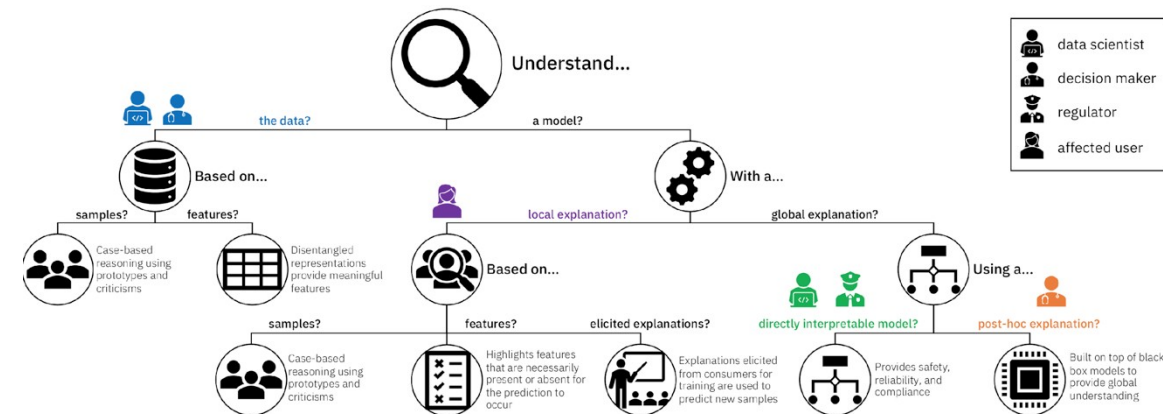 Understand...
data scientist
decision maker
regulator
affected user
the data?
a model?
Based on...
With a...
samples?
features?
local explanation?
global explanation?
Case-based
reasoning using
prototypes and
criticisms
Disentangled
representations
provide meaningful
features
Based on...
Using a...
samples?
features?
elicited explanations?
directly interpretable model?
post-hoc explanation?
Case-based
reasoning using
prototypes and
criticisms
Highlights features
that are necessarily
present or absent for
the prediction to
occur
Explanations elicited
from consumers for
training are used to
predict new samples
Provides safety,
reliability, and
compliance
Built on top of black
box models to
provide global
understanding